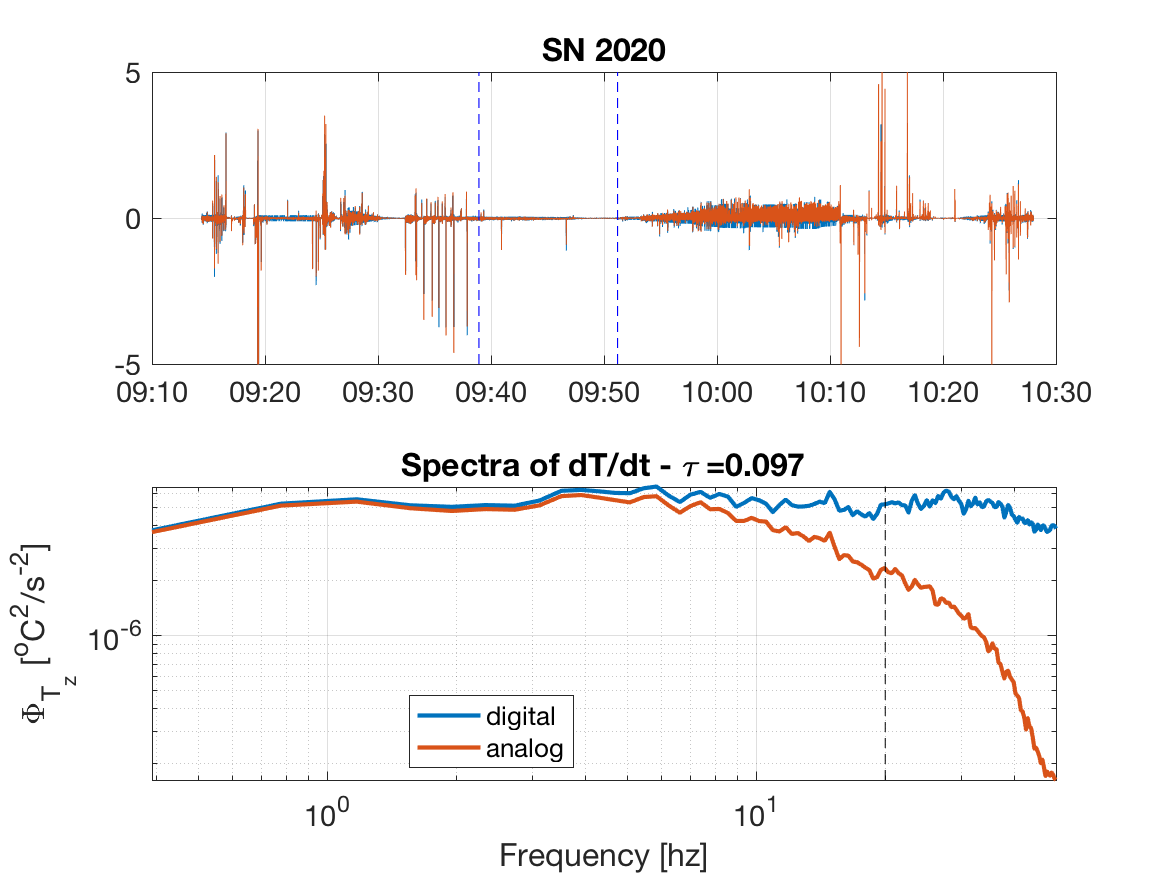 SN 2020
5
0
-5
09:10 09:20 09:30 09:40 09:50 10:00 10:10 10:20 10:30
Spectra of dT/dt - τ =0.097
Φ_{T_z} [°C²/s⁻²]
10⁻⁶
digital
analog
10⁰ 10¹
Frequency [hz]